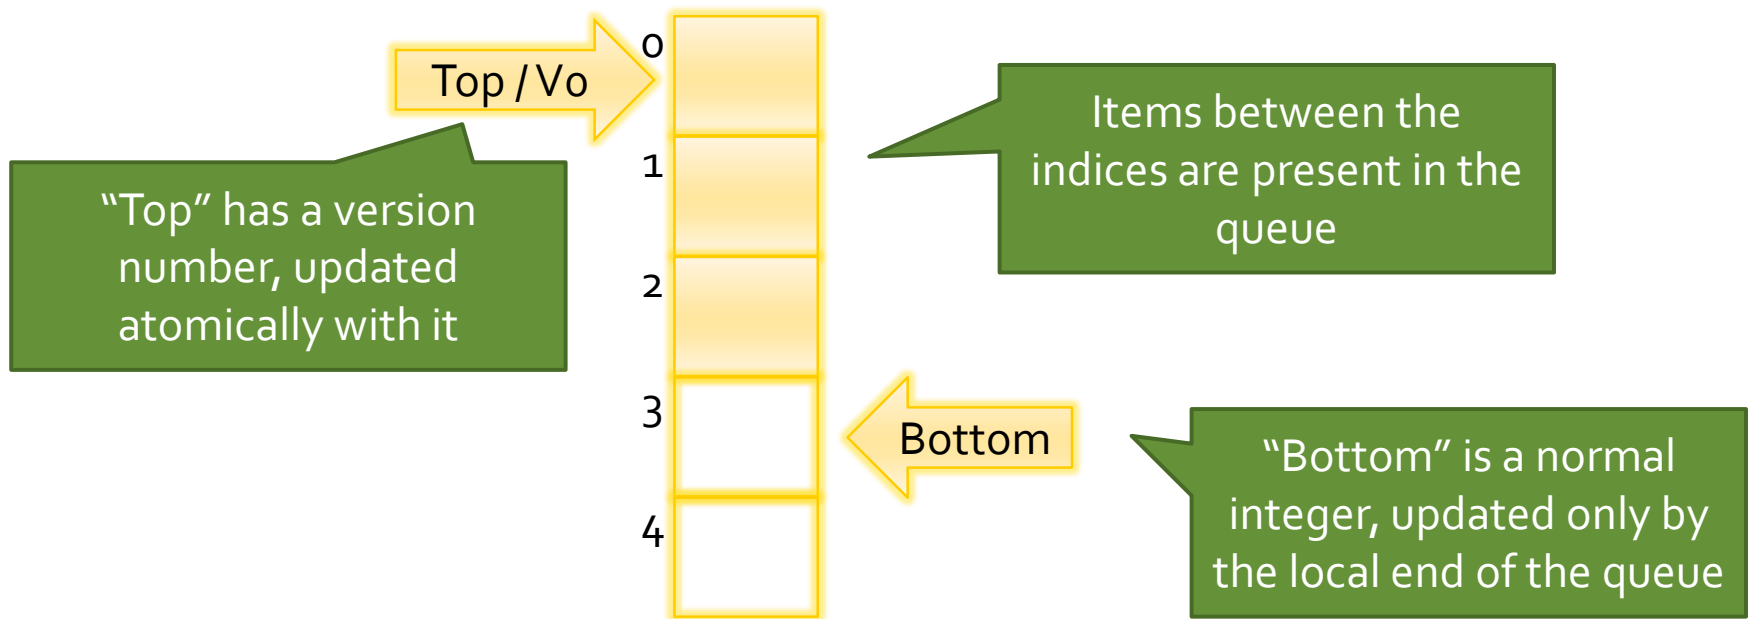 0
Top / V0
1
2
3
4
Bottom
“Top” has a version
number, updated
atomically with it
Items between the
indices are present in the
queue
“Bottom” is a normal
integer, updated only by
the local end of the queue